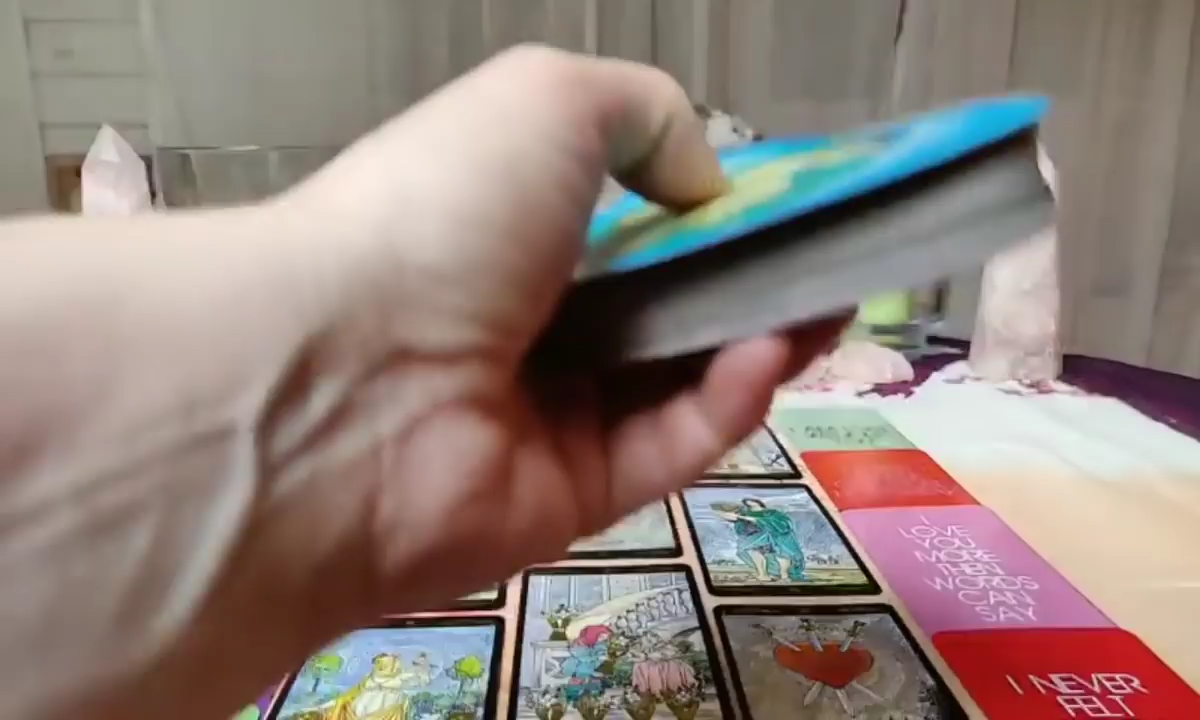 I
LOVE
YOU
MORE
THEN
WORDS
CAN
SAY
I NEVER
FELT